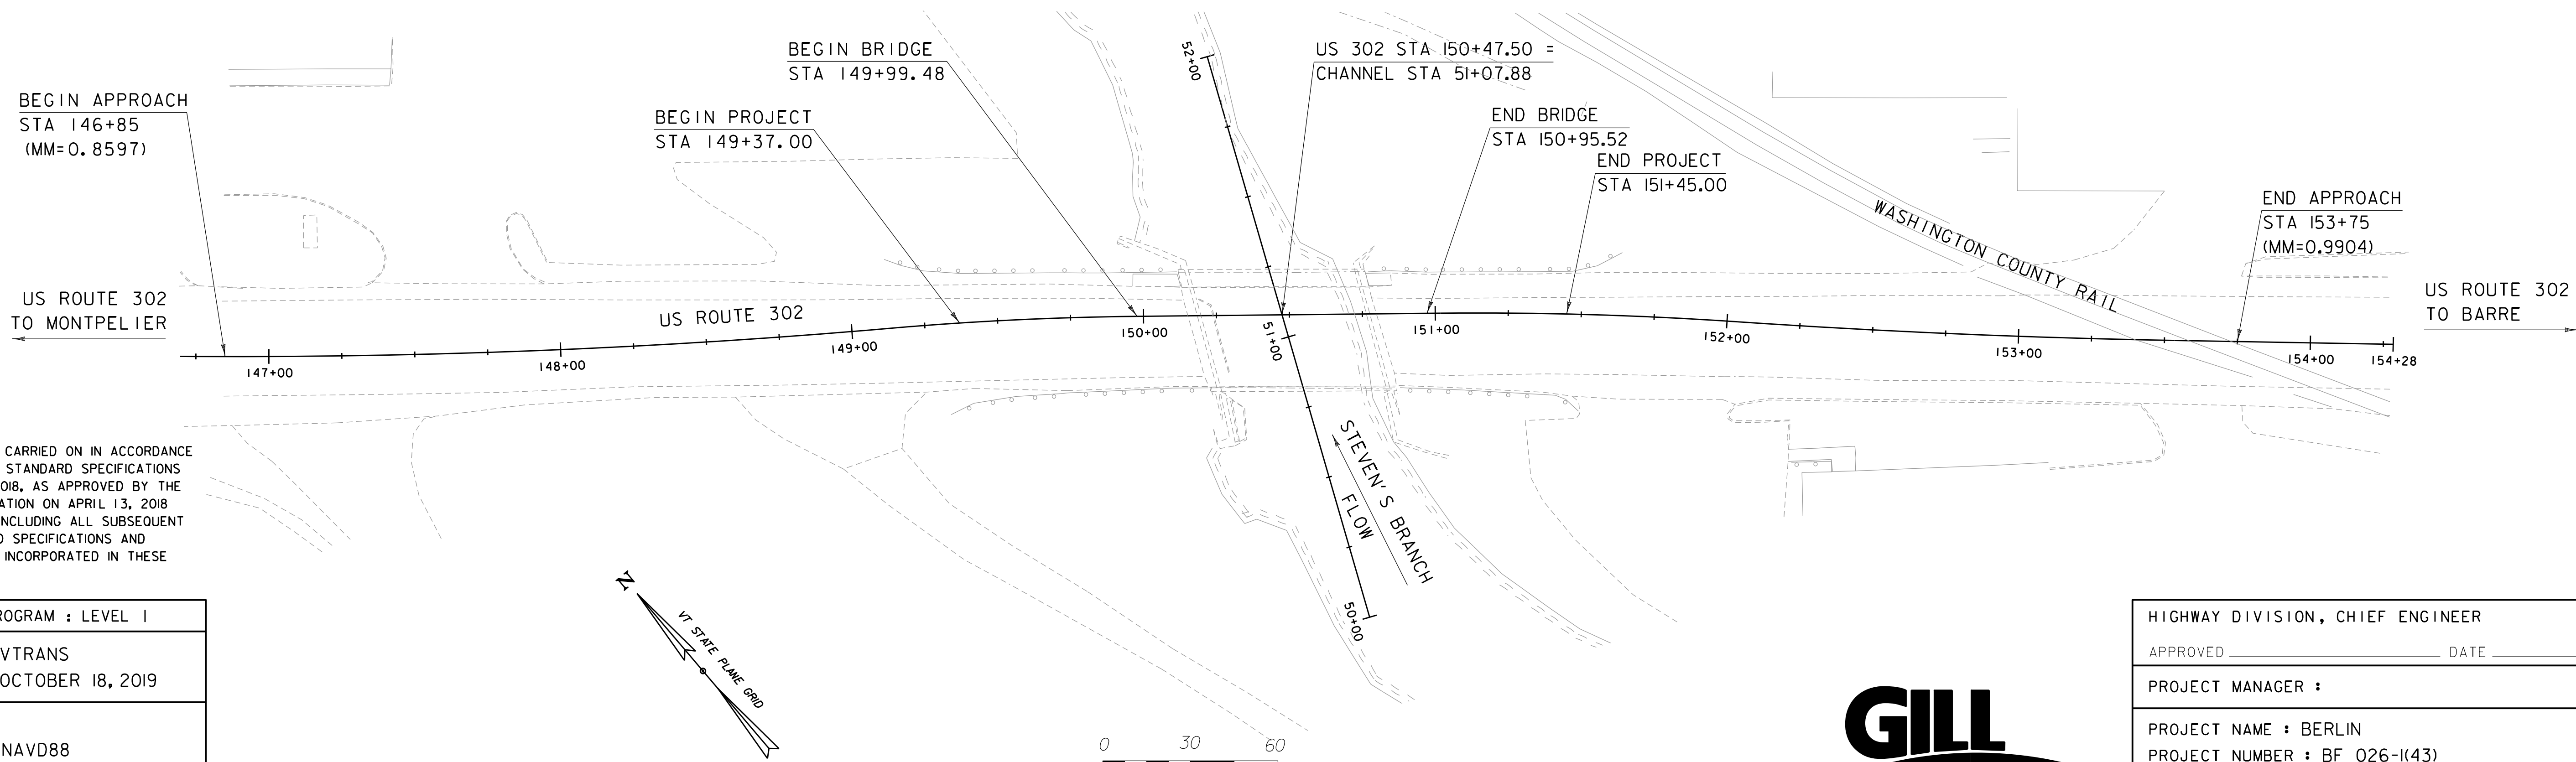 BEGIN APPROACH
STA 146+85
(MM=0.8597)
BEGIN BRIDGE
STA 149+99.48
BEGIN PROJECT
STA 149+37.00
US 302 STA 150+47.50 =
CHANNEL STA 51+07.88
END BRIDGE
STA 150+95.52
END PROJECT
STA 151+45.00
END APPROACH
STA 153+75
(MM=0.9904)
WASHINGTON COUNTY RAIL
US ROUTE 302
TO MONTPELIER
US ROUTE 302
US ROUTE 302
TO BARRE
52+00
51+00
50+00
147+00
148+00
149+00
150+00
151+00
152+00
153+00
154+00
154+28
STEVEN'S BRANCH
FLOW
CARRIED ON IN ACCORDANCE
STANDARD SPECIFICATIONS
018, AS APPROVED BY THE
ATION ON APRIL 13, 2018
NCLUDING ALL SUBSEQUENT
D SPECIFICATIONS AND
INCORPORATED IN THESE
ROGRAM : LEVEL 1
VTRANS
OCTOBER 18, 2019
NAVD88
N
VT STATE PLANE GRID
0 30 60
GILL
HIGHWAY DIVISION, CHIEF ENGINEER
APPROVED DATE
PROJECT MANAGER :
PROJECT NAME : BERLIN
PROJECT NUMBER : BF 026-1(43)